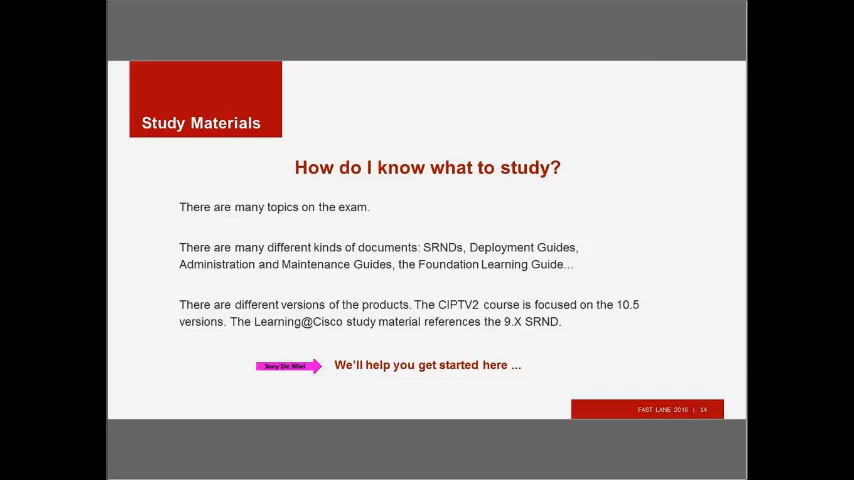 Study Materials
How do I know what to study?
There are many topics on the exam.
There are many different kinds of documents: SRNDs, Deployment Guides,
Administration and Maintenance Guides, the Foundation Learning Guide...
There are different versions of the products. The CIPTV2 course is focused on the 10.5
versions. The Learning@Cisco study material references the 9.X SRND.
Joey De Wiel
We'll help you get started here ...
FAST LANE 2016 | 14